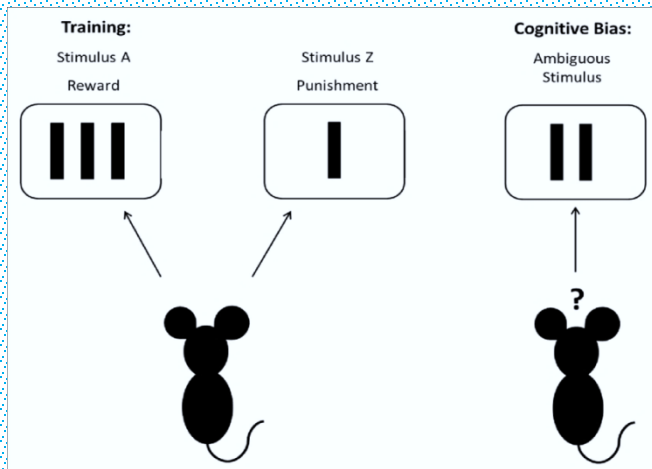 Training:
Stimulus A
Reward
Stimulus Z
Punishment
Cognitive Bias:
Ambiguous
Stimulus
?